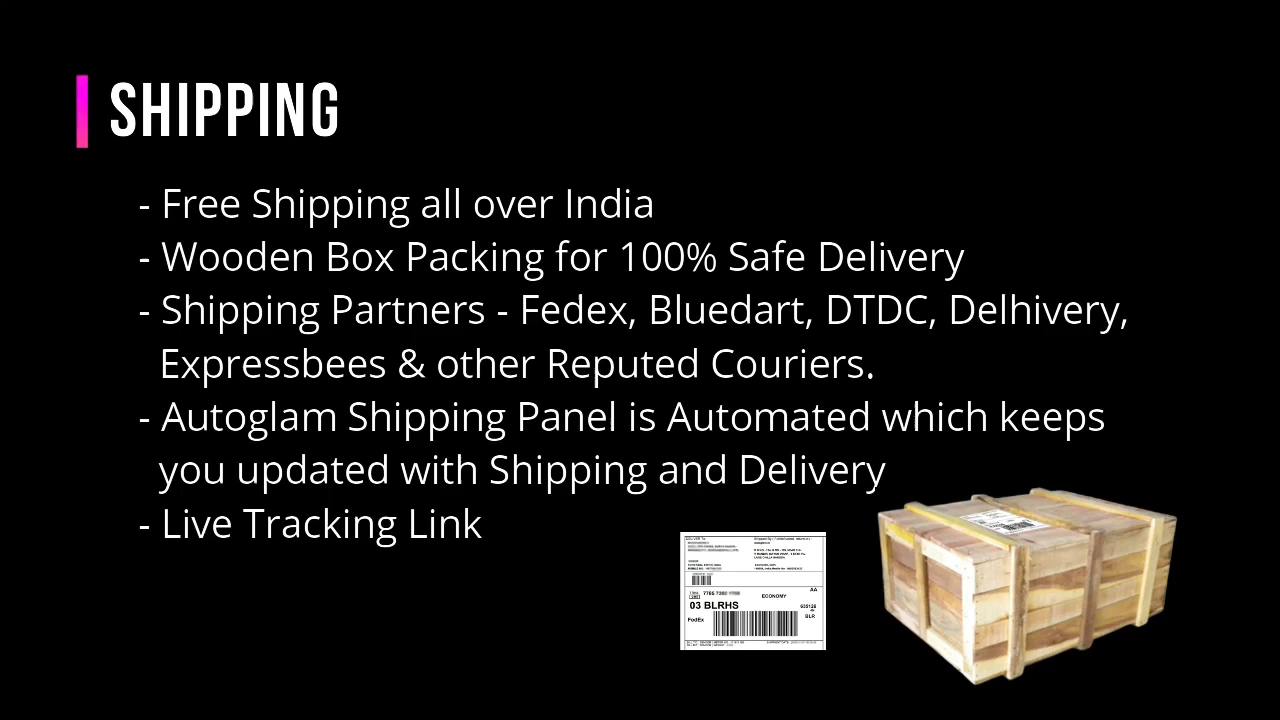 SHIPPING
- Free Shipping all over India
- Wooden Box Packing for 100% Safe Delivery
- Shipping Partners - Fedex, Bluedart, DTDC, Delhivery,
Expressbees & other Reputed Couriers.
- Autoglam Shipping Panel is Automated which keeps
you updated with Shipping and Delivery
- Live Tracking Link
ECONOMY
AA
03 BLRHS
FedEx
BLR